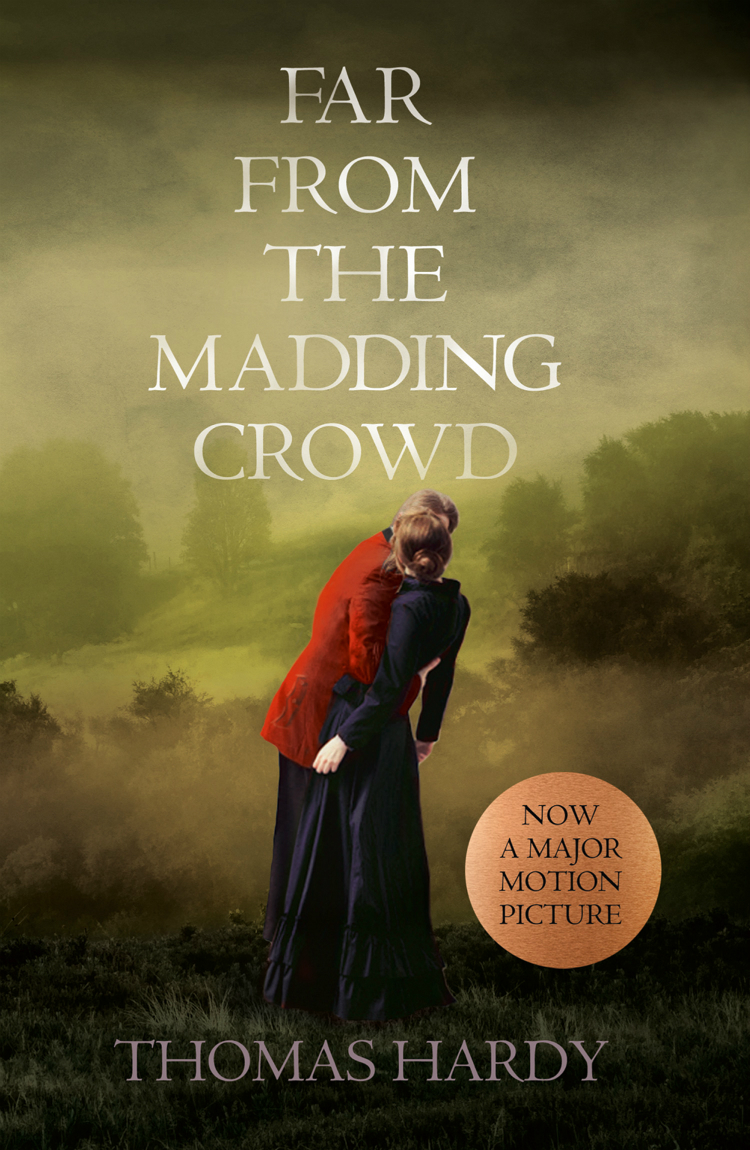 FAR
FROM
THE
MADDING
CROWD
NOW
A MAJOR
MOTION
PICTURE
THOMAS HARDY